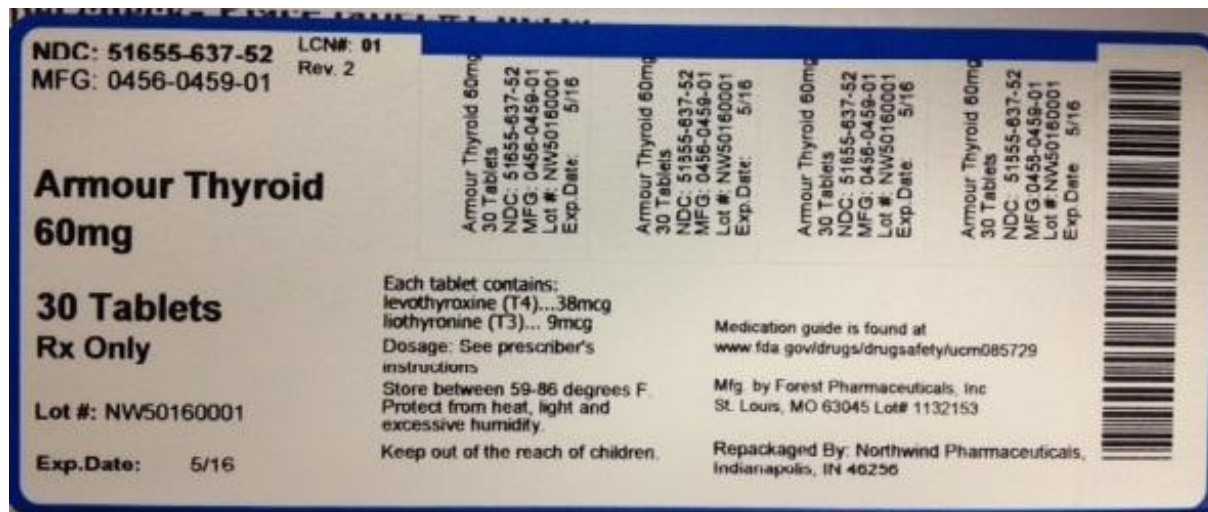 NDC: 51655-637-52
MFG: 0456-0459-01
LCN#: 01
Rev. 2
Armour Thyroid
60mg
30 Tablets
Rx Only
Lot #: NW50160001
Exp.Date: 5/16
Armour Thyroid 60mg
30 Tablets
NDC: 51655-637-52
MFG: 0456-0459-01
Lot #: NW50160001
Exp.Date: 5/16
Armour Thyroid 60mg
30 Tablets
NDC: 51655-637-52
MFG: 0456-0459-01
Lot #: NW50160001
Exp.Date: 5/16
Armour Thyroid 60mg
30 Tablets
NDC: 51655-637-52
MFG: 0456-0459-01
Lot #: NW50160001
Exp.Date: 5/16
Armour Thyroid 60mg
30 Tablets
NDC: 51655-637-52
MFG:0456-0459-01
Lot #: NW50160001
Exp.Date 5/16
Each tablet contains:
levothyroxine (T4)...38mcg
liothyronine (T3)... 9mcg
Dosage: See prescriber's
instructions
Store between 59-86 degrees F.
Protect from heat, light and
excessive humidity.
Keep out of the reach of children.
Medication guide is found at
www.fda.gov/drugs/drugsafety/ucm085729
Mfg. by Forest Pharmaceuticals, Inc
St. Louis, MO 63045 Lot# 1132153
Repackaged By: Northwind Pharmaceuticals,
Indianapolis, IN 46256